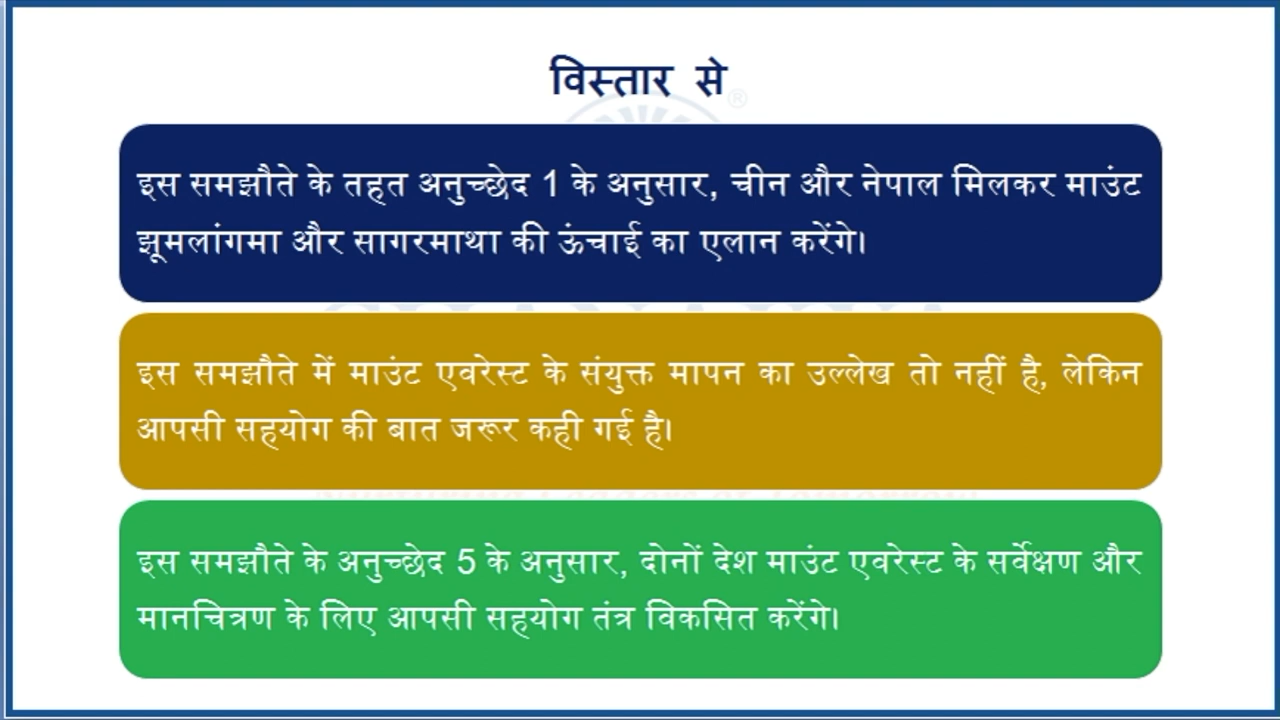 विस्तार से
®
इस समझौते के तहत अनुच्छेद 1 के अनुसार, चीन और नेपाल मिलकर माउंट
झूमलांगमा और सागरमाथा की ऊंचाई का एलान करेंगे।
इस समझौते में माउंट एवरेस्ट के संयुक्त मापन का उल्लेख तो नहीं है, लेकिन
आपसी सहयोग की बात जरूर कही गई है।
इस समझौते के अनुच्छेद 5 के अनुसार, दोनों देश माउंट एवरेस्ट के सर्वेक्षण और
मानचित्रण के लिए आपसी सहयोग तंत्र विकसित करेंगे।